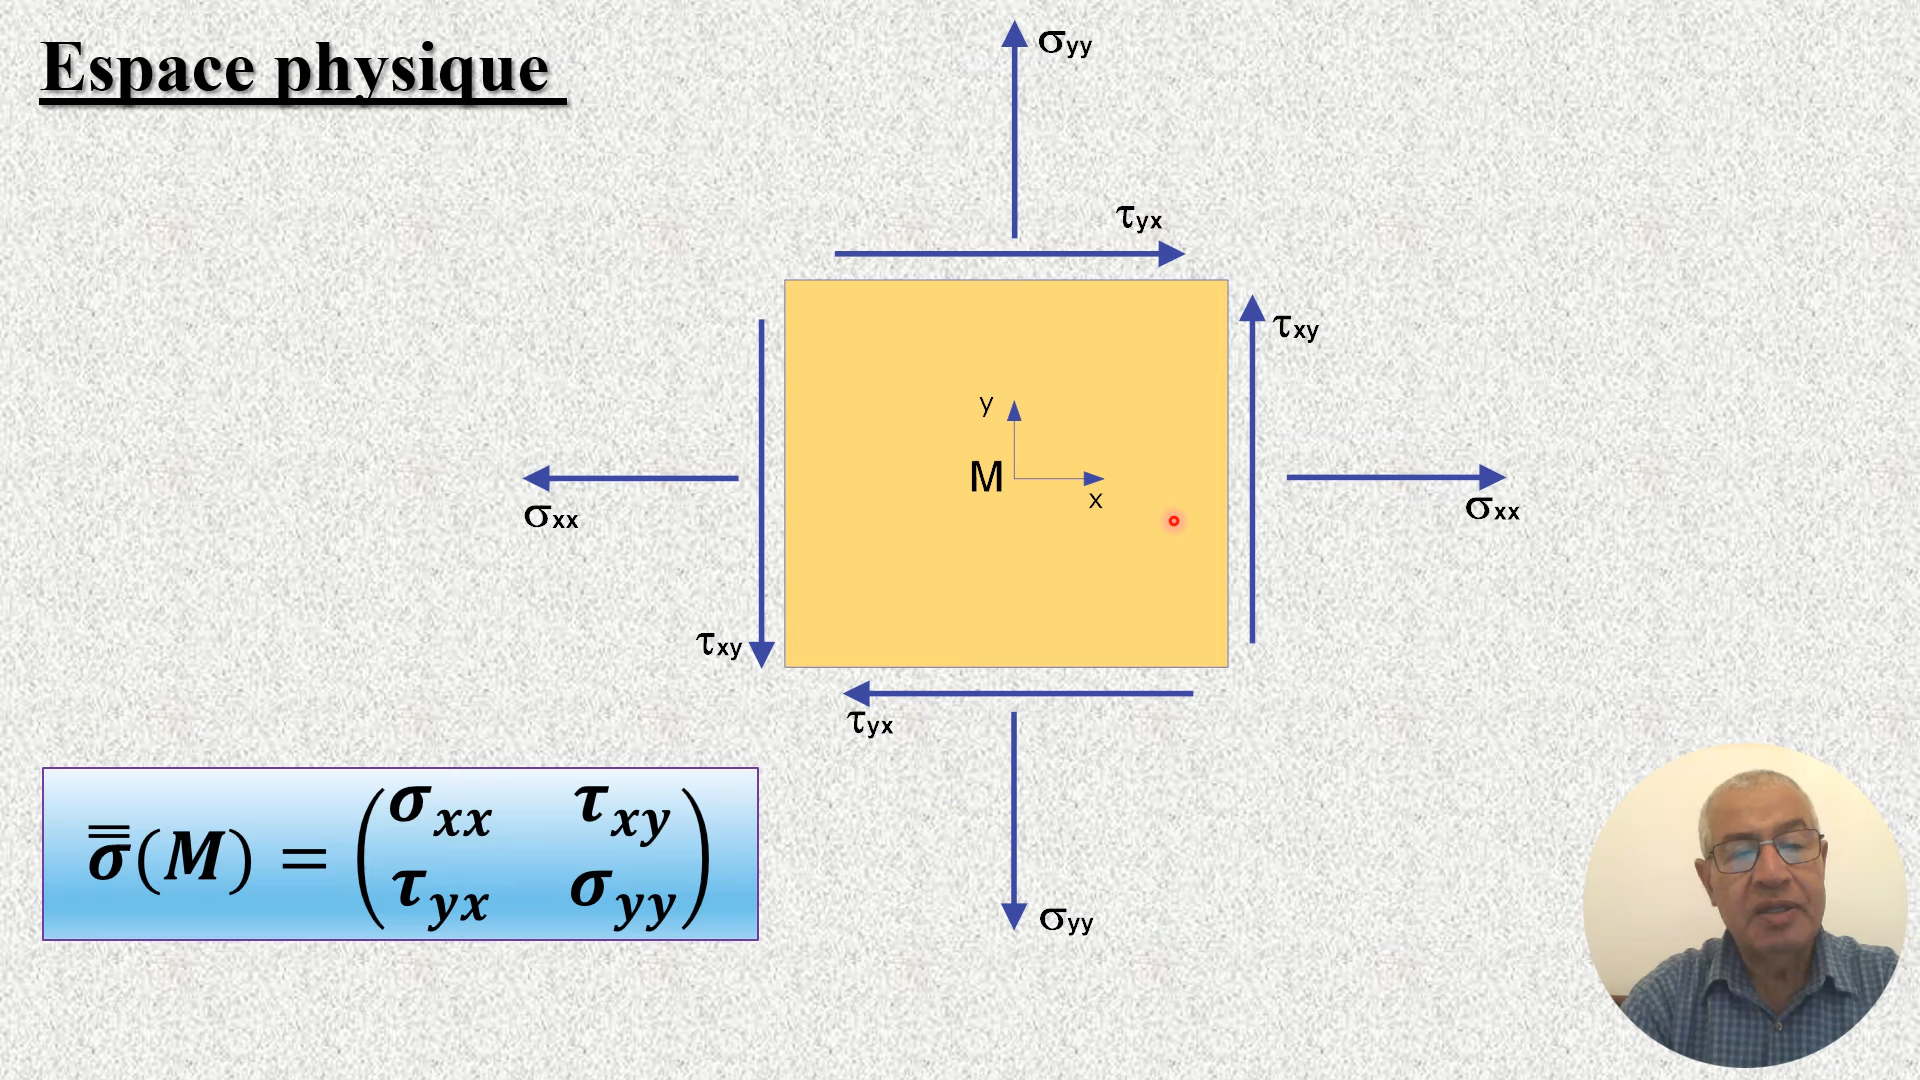 Espace physique
σyy
τyx
τxy
y
M
x
σxx
σxx
τxy
τyx
σyy
σ̿(M) = (σxx τxy
τyx σyy)